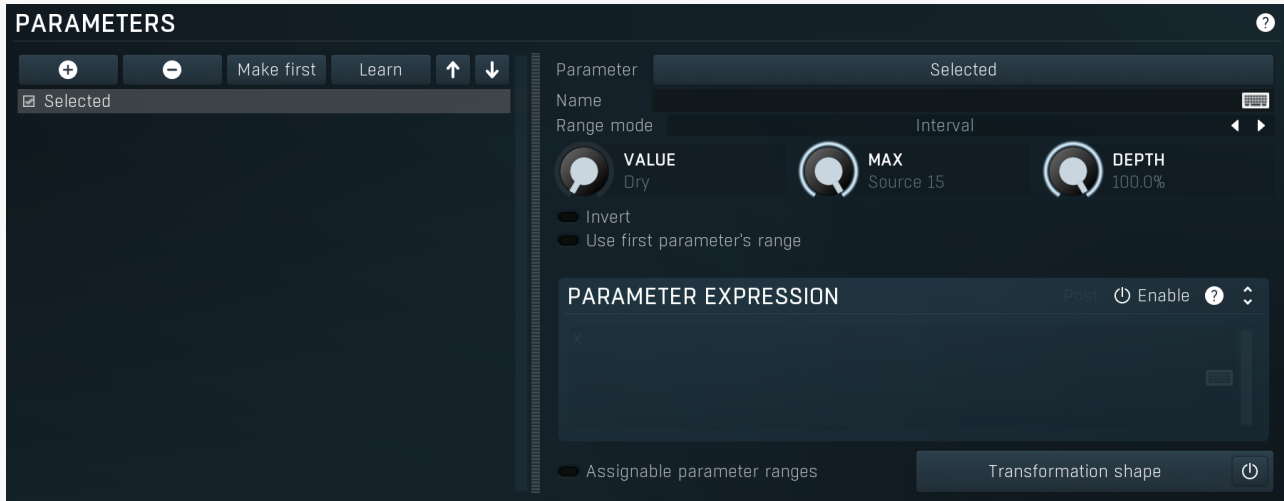 PARAMETERS
?
Make first Learn
Selected
Parameter Selected
Name
Range mode Interval
VALUE
Dry
MAX
Source 15
DEPTH
100.0%
Invert
Use first parameter's range
PARAMETER EXPRESSION Post Enable ?
x
Assignable parameter ranges Transformation shape